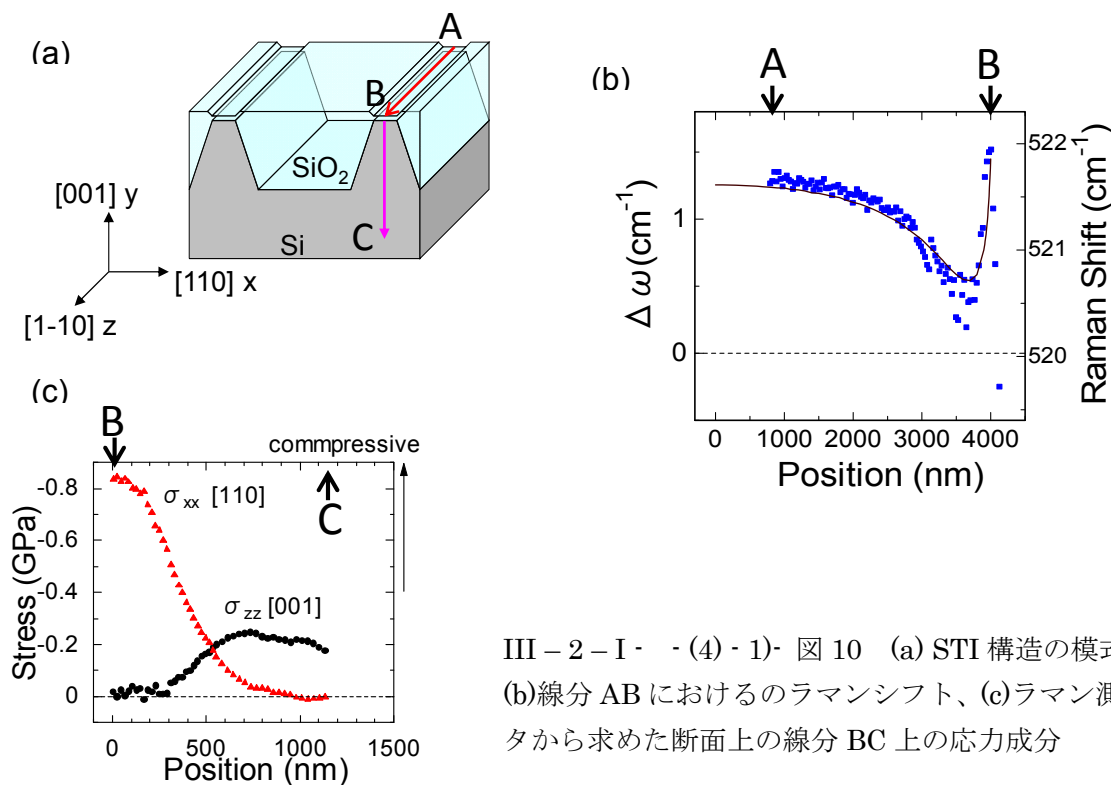 (a)
A
B
SiO2
C
Si
[001] y
[110] x
[1-10] z
(b)
A
B
Δω(cm-1)
1
0
0 1000 2000 3000 4000
Position (nm)
522
521
520
Raman Shift (cm-1)
(c)
B
commpressive
σxx [110]
C
σzz [001]
Stress (GPa)
-0.8
-0.6
-0.4
-0.2
0
0 500 1000 1500
Position (nm)
III – 2 – I - - (4) - 1)- 図 10 (a) STI 構造の模式
(b)線分 AB におけるのラマンシフト、(c)ラマン測
タから求めた断面上の線分 BC 上の応力成分